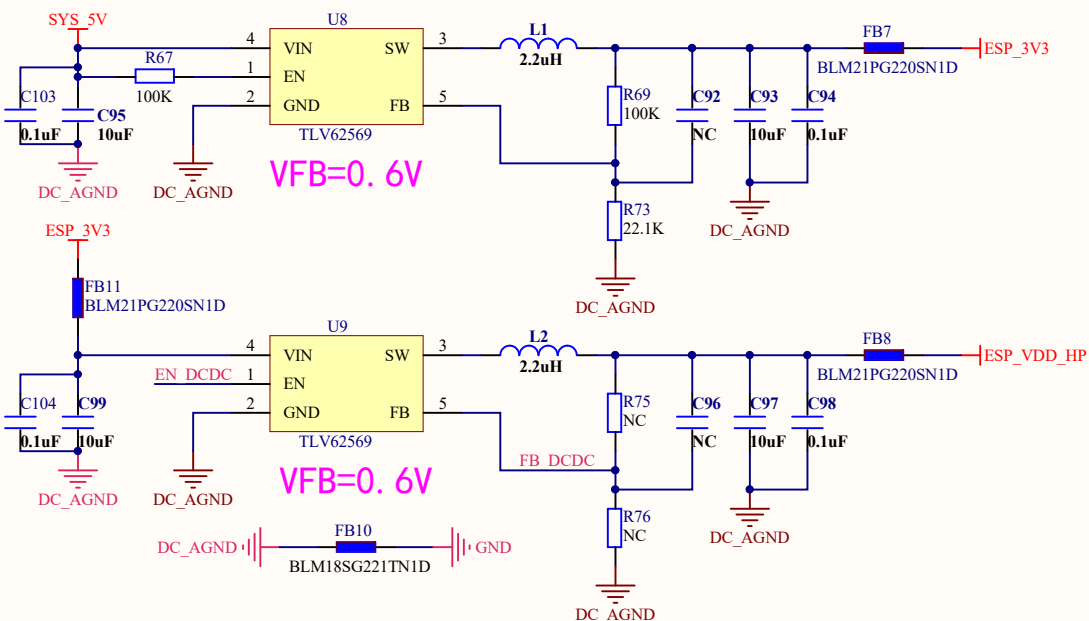 SYS_5V
U8
L1
2.2uH
FB7
BLM21PG220SN1D
ESP_3V3
R67
100K
4
VIN
SW
3
1
EN
2
GND
FB
5
TLV62569
C103
0.1uF
C95
10uF
R69
100K
C92
NC
C93
10uF
C94
0.1uF
DC_AGND
DC_AGND
VFB=0.6V
R73
22.1K
DC_AGND
DC_AGND
ESP_3V3
FB11
BLM21PG220SN1D
U9
L2
2.2uH
FB8
BLM21PG220SN1D
ESP_VDD_HP
4
VIN
SW
3
EN_DCDC
1
EN
2
GND
FB
5
TLV62569
C104
0.1uF
C99
10uF
R75
NC
C96
NC
C97
10uF
C98
0.1uF
FB_DCDC
DC_AGND
DC_AGND
VFB=0.6V
R76
NC
DC_AGND
DC_AGND
FB10
GND
BLM18SG221TN1D
DC_AGND